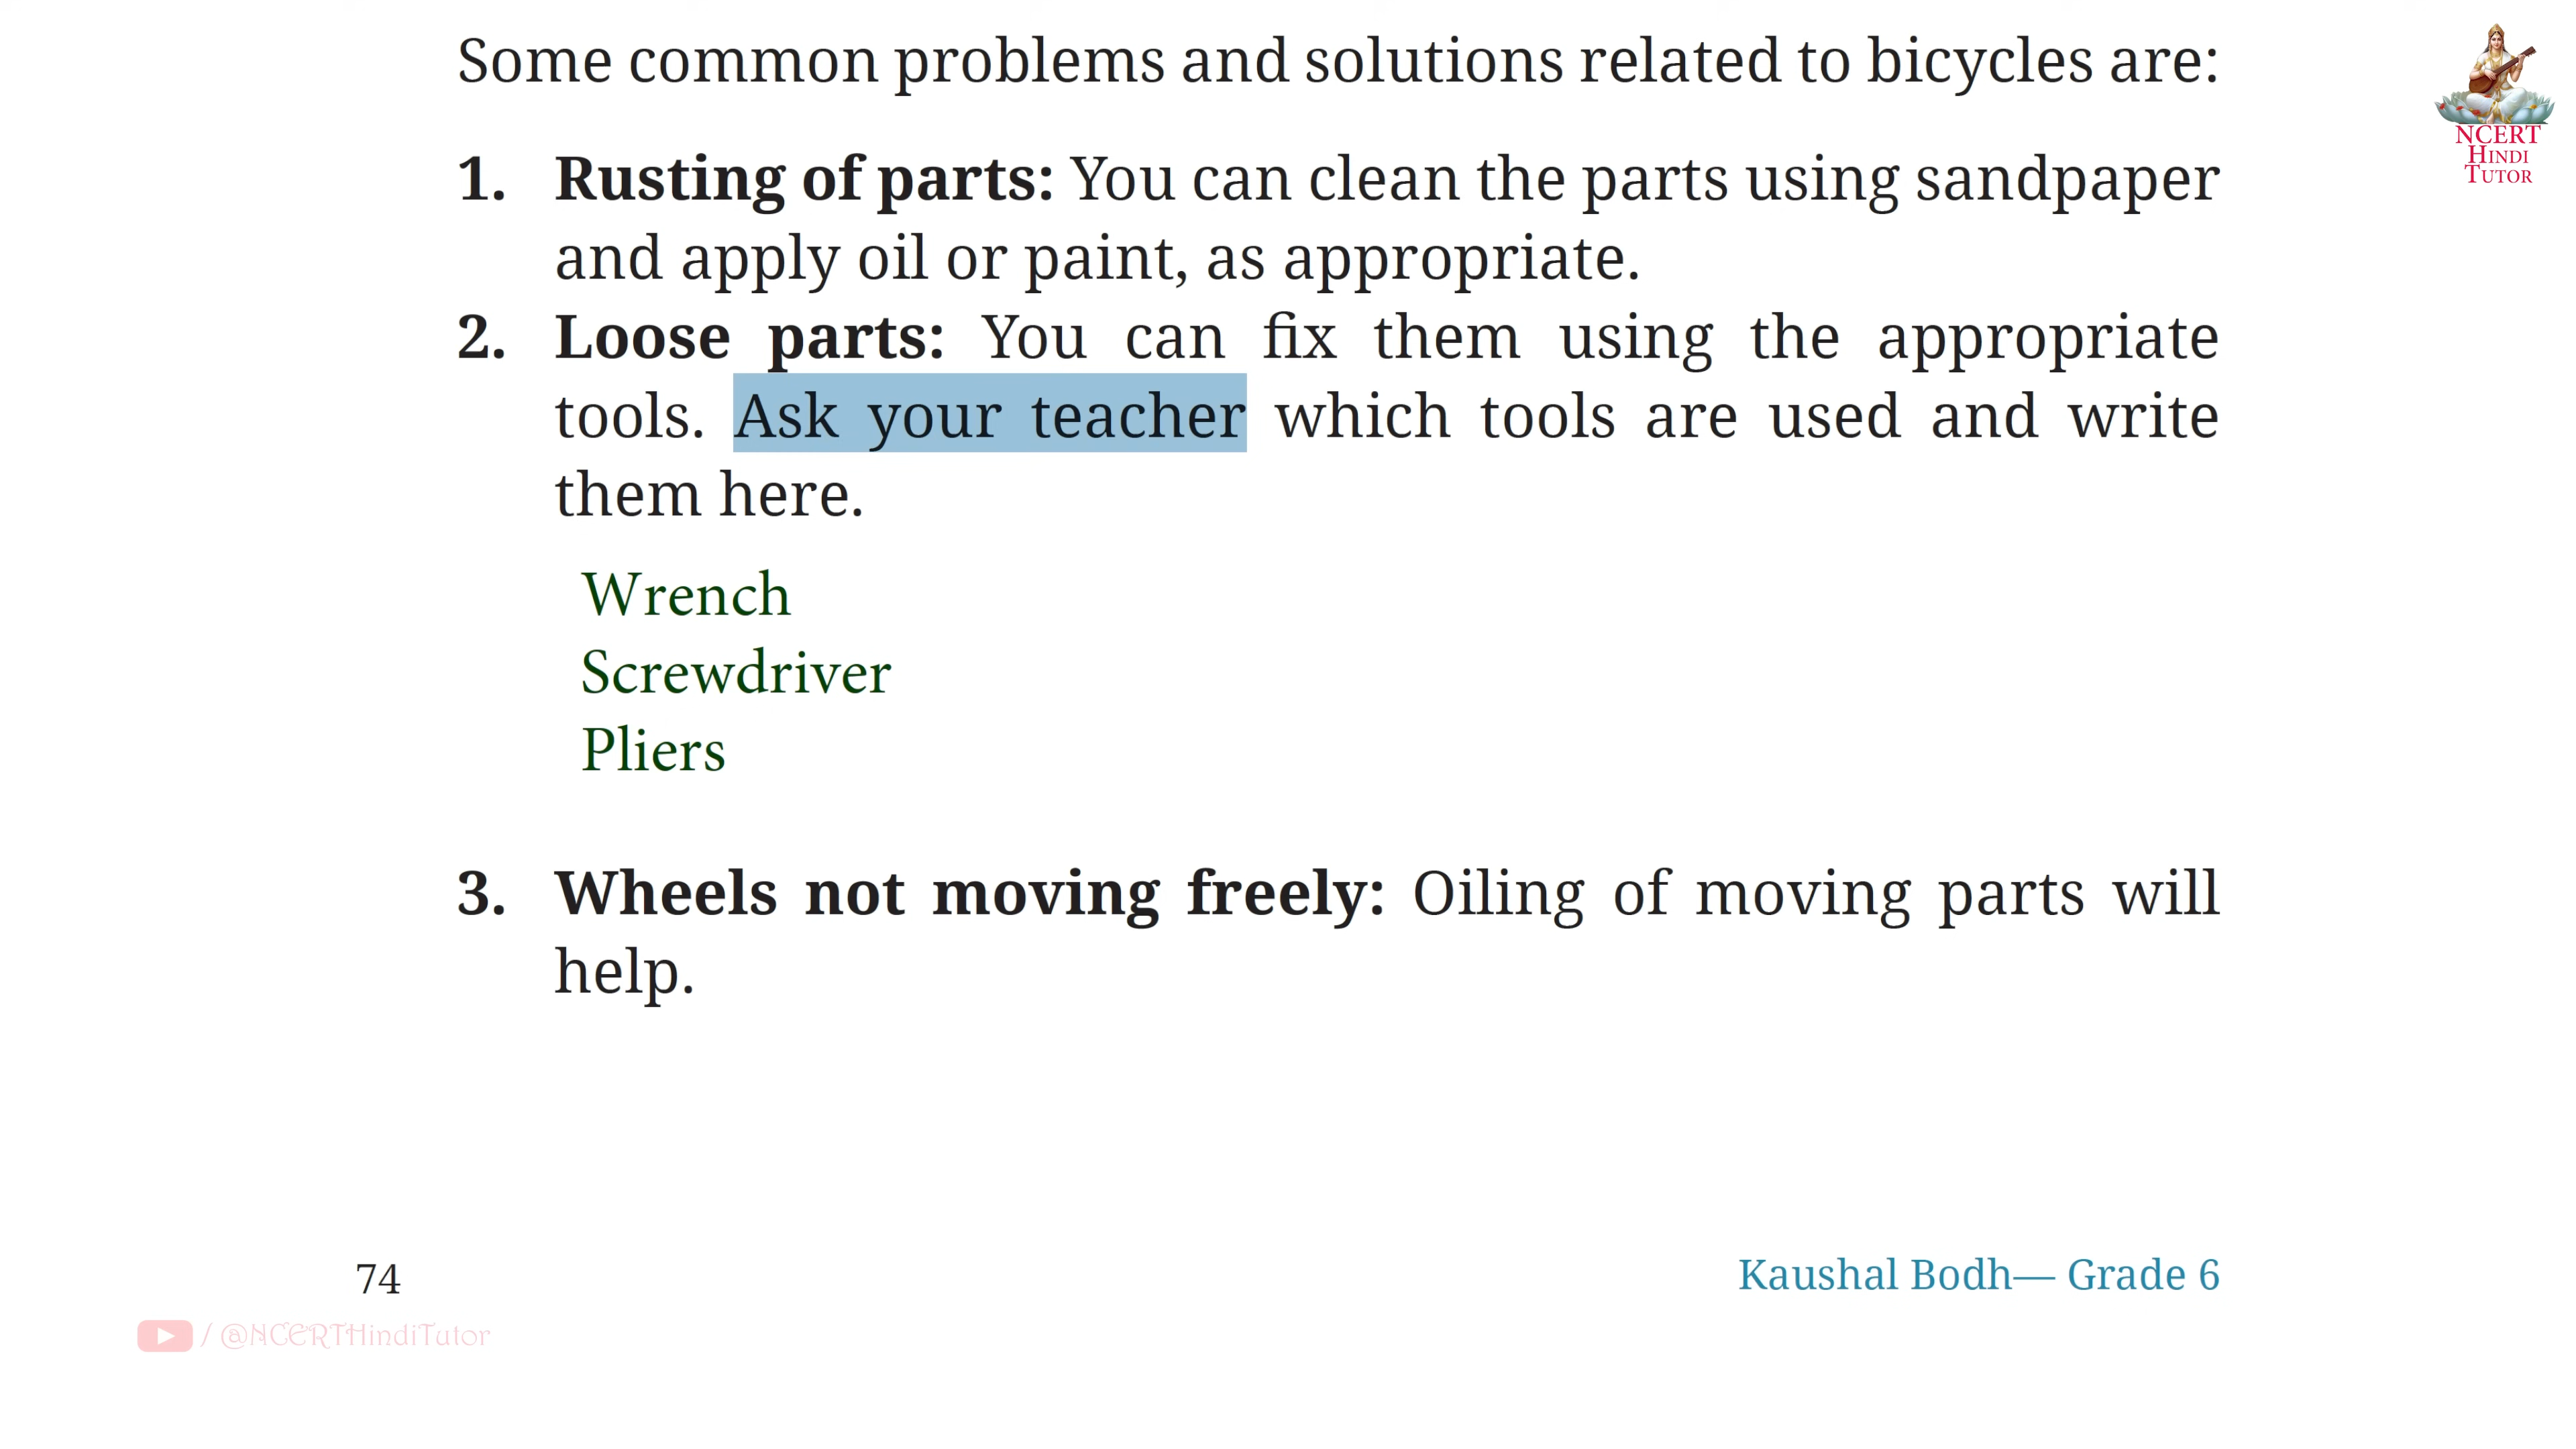 Some common problems and solutions related to bicycles are:
NCERT
HINDI
TUTOR
1. Rusting of parts: You can clean the parts using sandpaper
and apply oil or paint, as appropriate.
2. Loose parts: You can fix them using the appropriate
tools. Ask your teacher which tools are used and write
them here.
Wrench
Screwdriver
Pliers
3. Wheels not moving freely: Oiling of moving parts will
help.
74
Kaushal Bodh— Grade 6
/ @NCERTHindiTutor